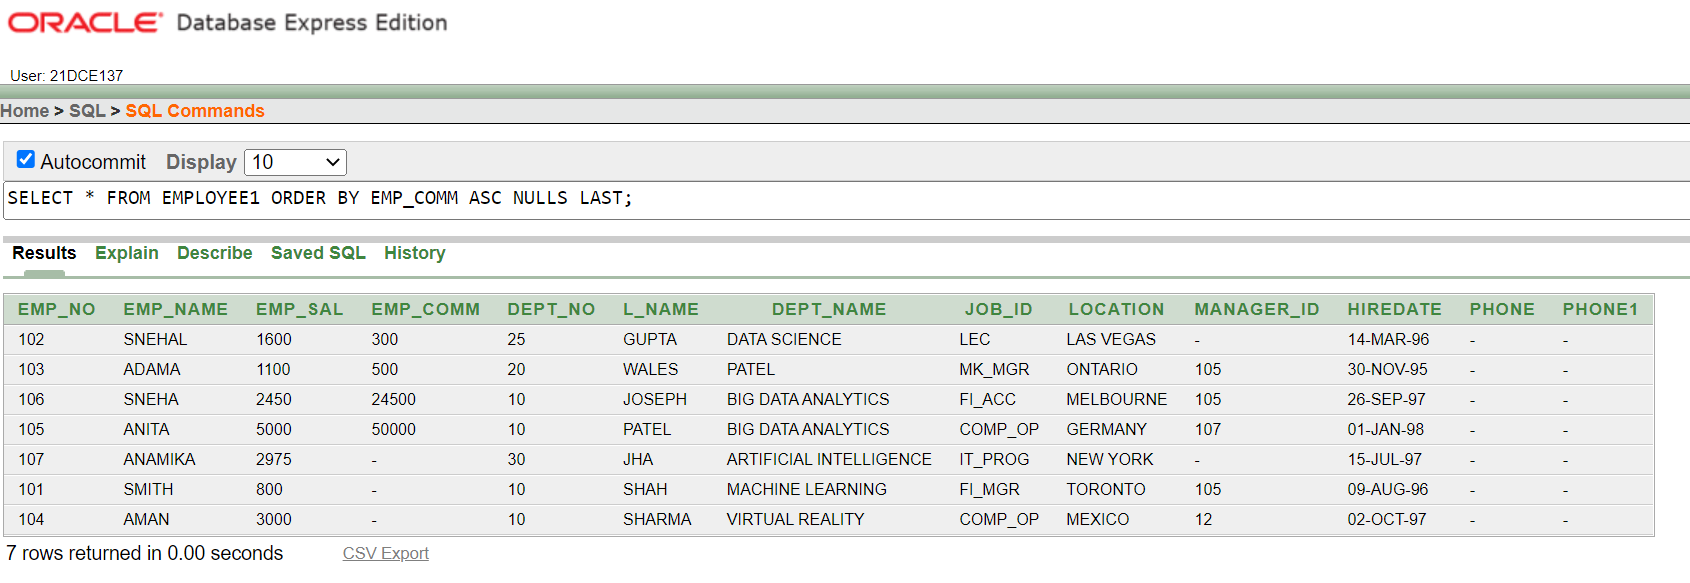 ORACLE Database Express Edition
User: 21DCE137
Home > SQL > SQL Commands
Autocommit Display 10
SELECT * FROM EMPLOYEE1 ORDER BY EMP_COMM ASC NULLS LAST;
Results Explain Describe Saved SQL History
EMP_NO EMP_NAME EMP_SAL EMP_COMM DEPT_NO L_NAME DEPT_NAME JOB_ID LOCATION MANAGER_ID HIREDATE PHONE PHONE1
102 SNEHAL 1600 300 25 GUPTA DATA SCIENCE LEC LAS VEGAS - 14-MAR-96 - -
103 ADAMA 1100 500 20 WALES PATEL MK_MGR ONTARIO 105 30-NOV-95 - -
106 SNEHA 2450 24500 10 JOSEPH BIG DATA ANALYTICS FI_ACC MELBOURNE 105 26-SEP-97 - -
105 ANITA 5000 50000 10 PATEL BIG DATA ANALYTICS COMP_OP GERMANY 107 01-JAN-98 - -
107 ANAMIKA 2975 - 30 JHA ARTIFICIAL INTELLIGENCE IT_PROG NEW YORK - 15-JUL-97 - -
101 SMITH 800 - 10 SHAH MACHINE LEARNING FI_MGR TORONTO 105 09-AUG-96 - -
104 AMAN 3000 - 10 SHARMA VIRTUAL REALITY COMP_OP MEXICO 12 02-OCT-97 - -
7 rows returned in 0.00 seconds CSV Export